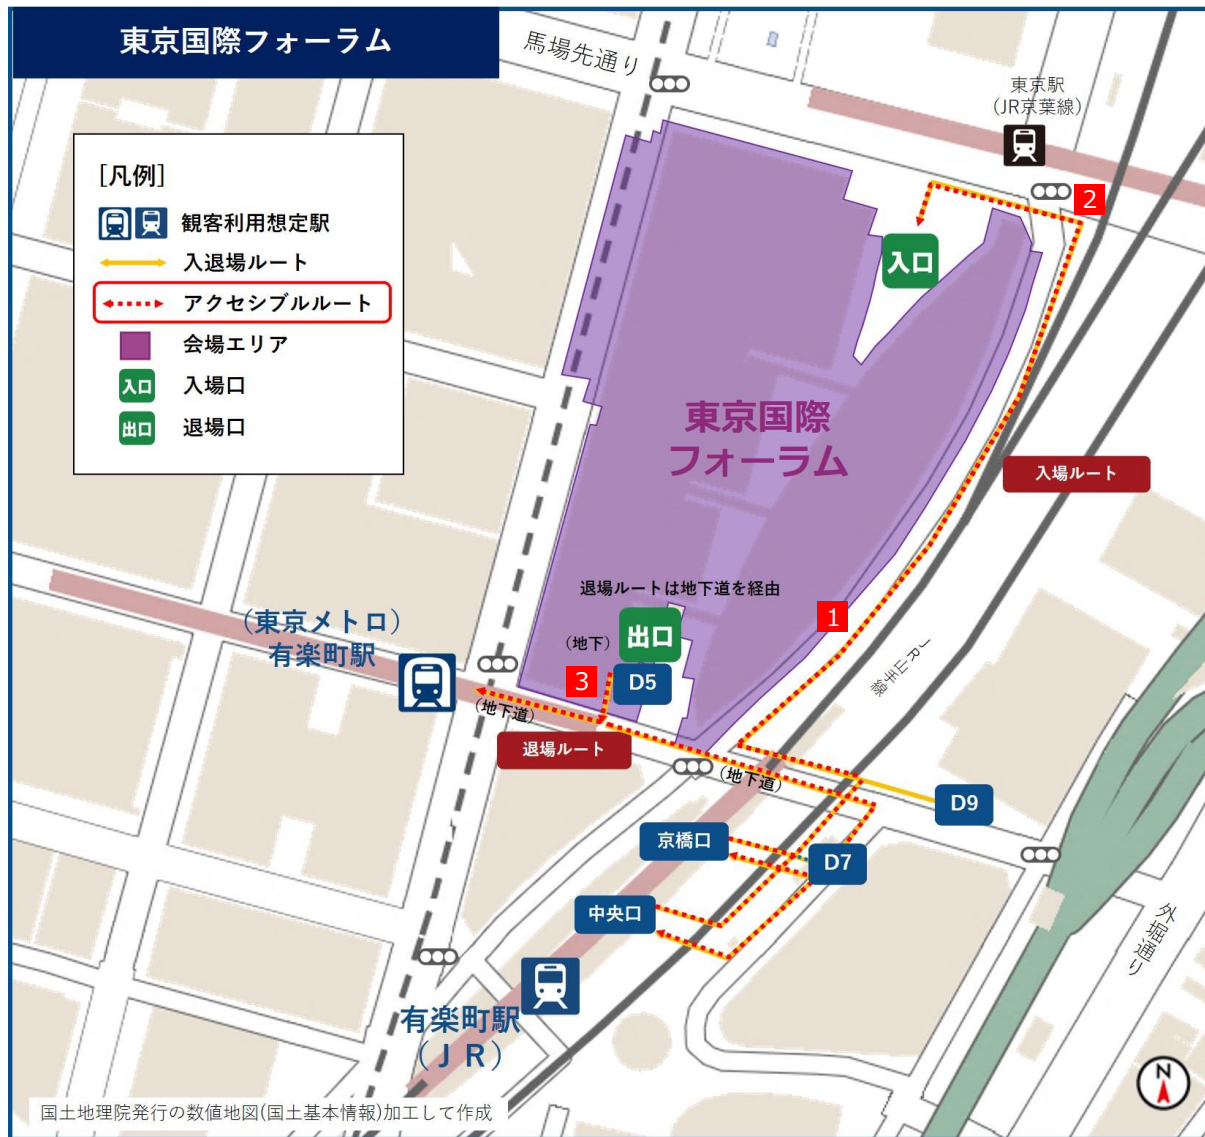 東京国際フォーラム
馬場先通り
東京駅
(JR京葉線)
[凡例]
観客利用想定駅
入退場ルート
アクセシブルルート
会場エリア
入口
入場口
出口
退場口
2
入口
東京国際
フォーラム
入場ルート
退場ルートは地下道を経由
1
出口
(地下)
(東京メトロ)
有楽町駅
JR山手線
3
D5
(地下道)
退場ルート
(地下道)
D9
京橋口
D7
中央口
外堀通り
有楽町駅
(JR)
N
国土地理院発行の数値地図(国土基本情報)加工して作成